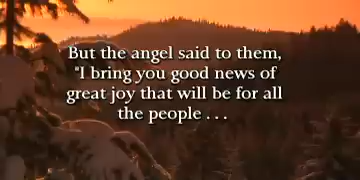 But the angel said to them,
"I bring you good news of
great joy that will be for all
the people . . .